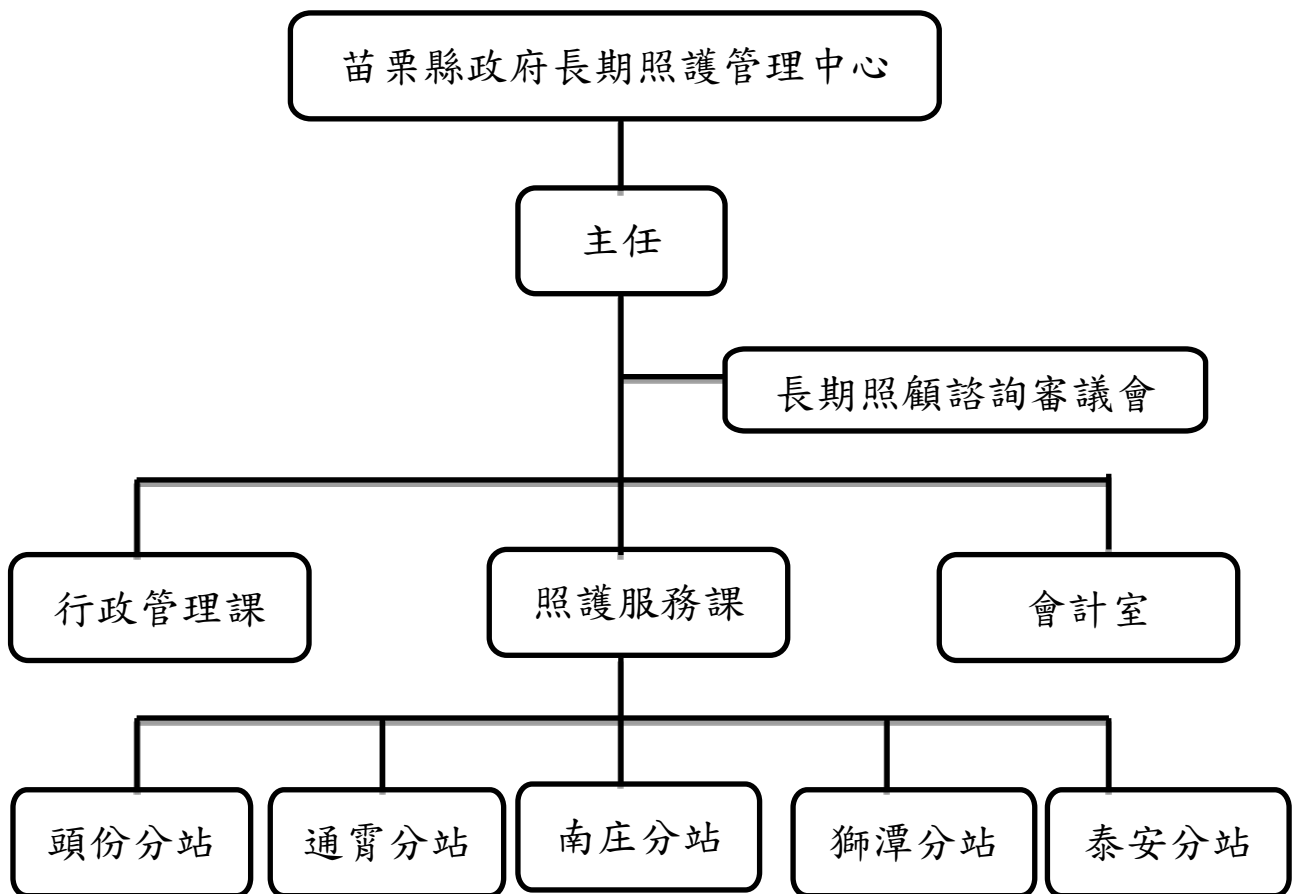 苗栗縣政府長期照護管理中心
主任
長期照顧諮詢審議會
行政管理課
照護服務課
會計室
頭份分站
通霄分站
南庄分站
獅潭分站
泰安分站